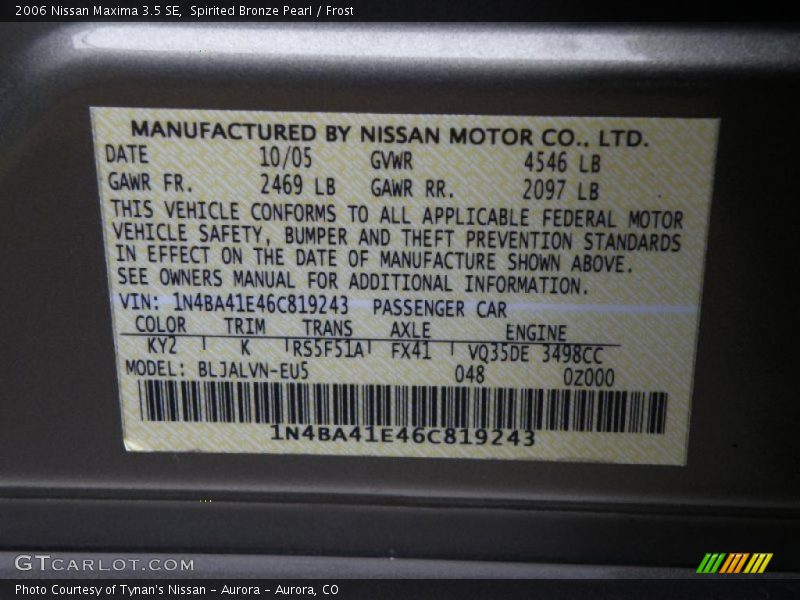 2006 Nissan Maxima 3.5 SE, Spirited Bronze Pearl / Frost
MANUFACTURED BY NISSAN MOTOR CO., LTD.
DATE 10/05 GVWR 4546 LB
GAWR FR. 2469 LB GAWR RR. 2097 LB
THIS VEHICLE CONFORMS TO ALL APPLICABLE FEDERAL MOTOR
VEHICLE SAFETY, BUMPER AND THEFT PREVENTION STANDARDS
IN EFFECT ON THE DATE OF MANUFACTURE SHOWN ABOVE.
SEE OWNERS MANUAL FOR ADDITIONAL INFORMATION.
VIN: 1N4BA41E46C819243 PASSENGER CAR
COLOR TRIM TRANS AXLE ENGINE
KY2 K RS5F51A FX41 VQ35DE 3498CC
MODEL: BLJALVN-EU5 048 0Z000
1N4BA41E46C819243
GTCARLOT.COM
Photo Courtesy of Tynan's Nissan - Aurora - Aurora, CO